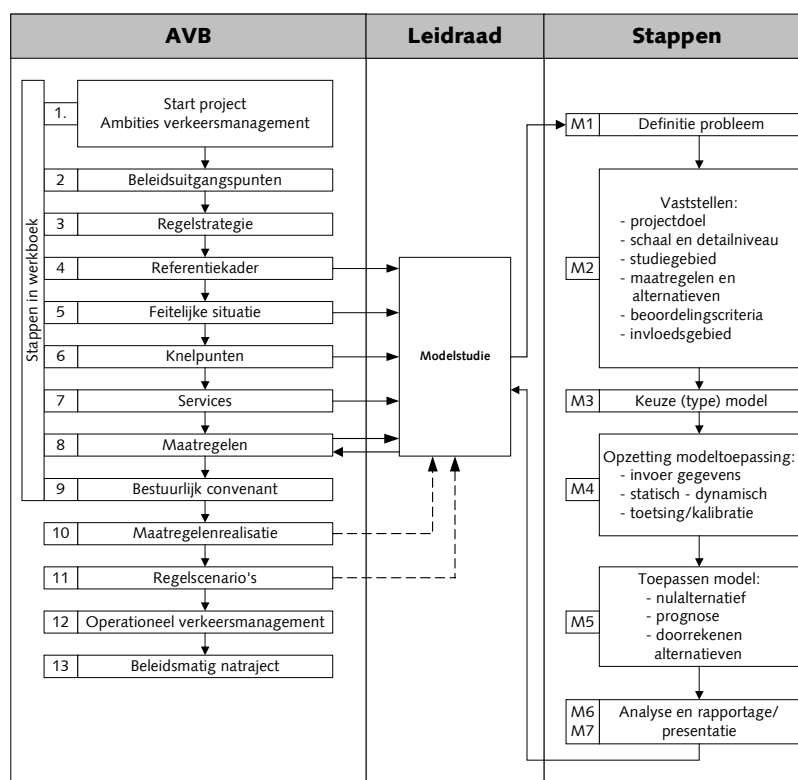 AVB
Leidraad
Stappen
Stappen in werkboek
1.
Start project
Ambities verkeersmanagement
2
Beleidsuitgangspunten
3
Regelstrategie
4
Referentiekader
5
Feitelijke situatie
6
Knelpunten
7
Services
8
Maatregelen
9
Bestuurlijk convenant
10
Maatregelenrealisatie
11
Regelscenario's
12
Operationeel verkeersmanagement
13
Beleidsmatig natraject
Modelstudie
M1
Definitie probleem
M2
Vaststellen:
- projectdoel
- schaal en detailniveau
- studiegebied
- maatregelen en
alternatieven
- beoordelingscriteria
- invloedsgebied
M3
Keuze (type) model
M4
Opzetting modeltoepassing:
- invoer gegevens
- statisch - dynamisch
- toetsing/kalibratie
M5
Toepassen model:
- nulalternatief
- prognose
- doorrekenen
alternatieven
M6
M7
Analyse en rapportage/
presentatie